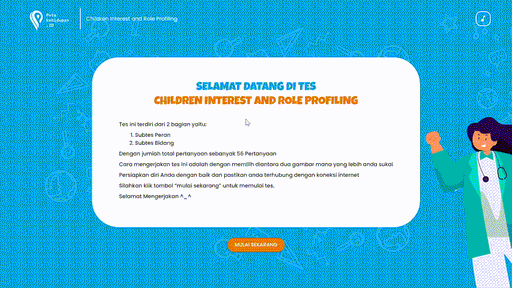 Peta
Kehidupan
.ID
Children Interest and Role Profiling
SELAMAT DATANG DI TES
CHILDREN INTEREST AND ROLE PROFILING
Tes ini terdiri dari 2 bagian yaitu:
1. Subtes Peran
2. Subtes Bidang
Dengan jumlah total pertanyaan sebanyak 56 Pertanyaan
Cara mengerjakan tes ini adalah dengan memilih diantara dua gambar mana yang lebih anda sukai
Persiapkan diri Anda dengan baik dan pastikan anda terhubung dengan koneksi internet
Silahkan klik tombol "mulai sekarang" untuk memulai tes,
Selamat Mengerjakan ^_^
MULAI SEKARANG